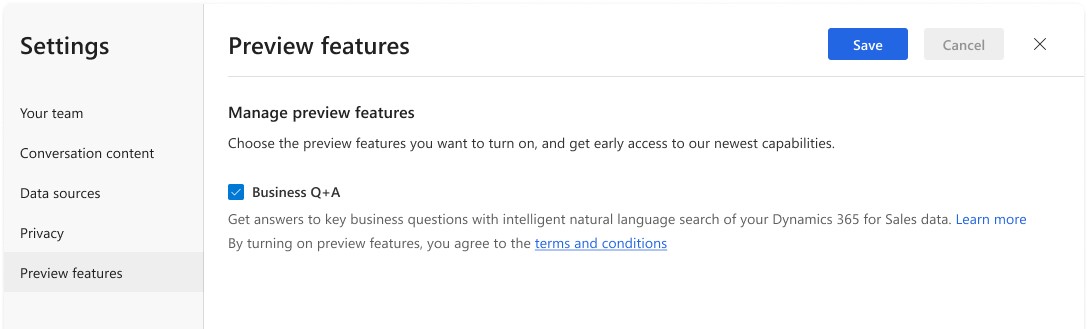 Settings
Your team
Conversation content
Data sources
Privacy
Preview features
Preview features
Save
Cancel
Manage preview features
Choose the preview features you want to turn on, and get early access to our newest capabilities.
Business Q+A
Get answers to key business questions with intelligent natural language search of your Dynamics 365 for Sales data. Learn more
By turning on preview features, you agree to the terms and conditions